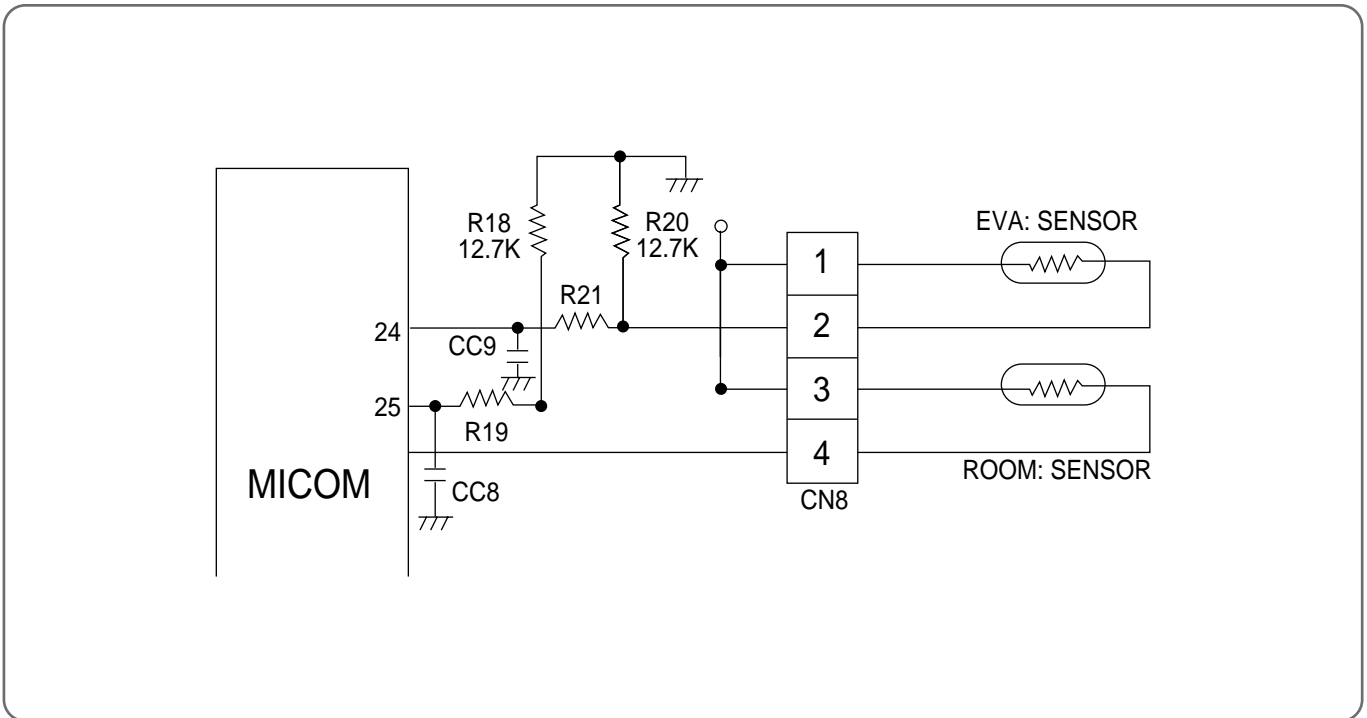 R18
12.7K
R20
12.7K
EVA: SENSOR
1
R21
24
2
CC9
3
25
R19
4
ROOM: SENSOR
MICOM
CC8
CN8